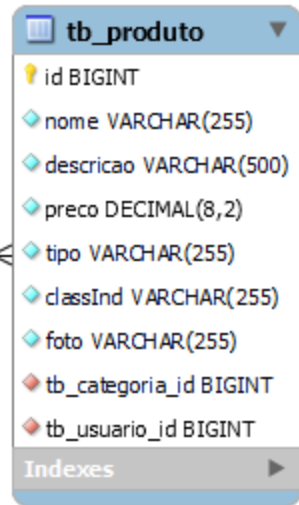 tb_produto
id BIGINT
nome VARCHAR(255)
descricao VARCHAR(500)
preco DECIMAL(8,2)
tipo VARCHAR(255)
classInd VARCHAR(255)
foto VARCHAR(255)
tb_categoria_id BIGINT
tb_usuario_id BIGINT
Indexes